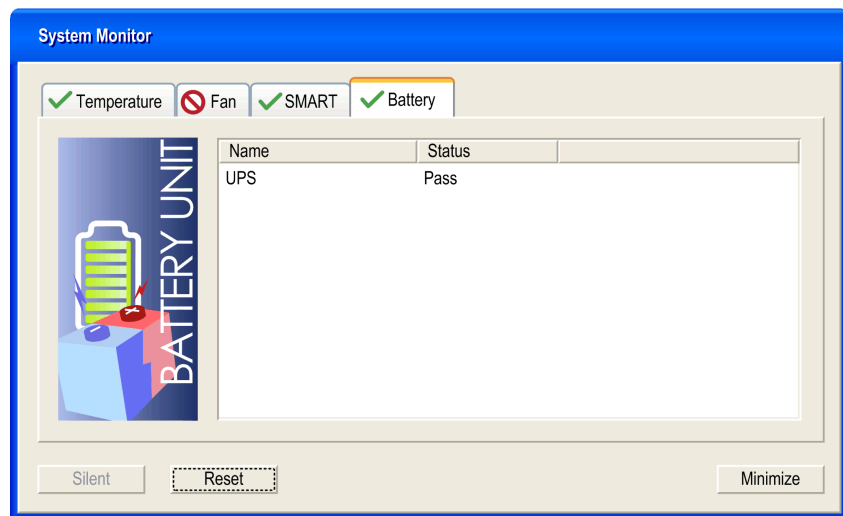 System Monitor
Temperature Fan SMART Battery
BATTERY UNIT
Name Status
UPS Pass
Silent Reset Minimize